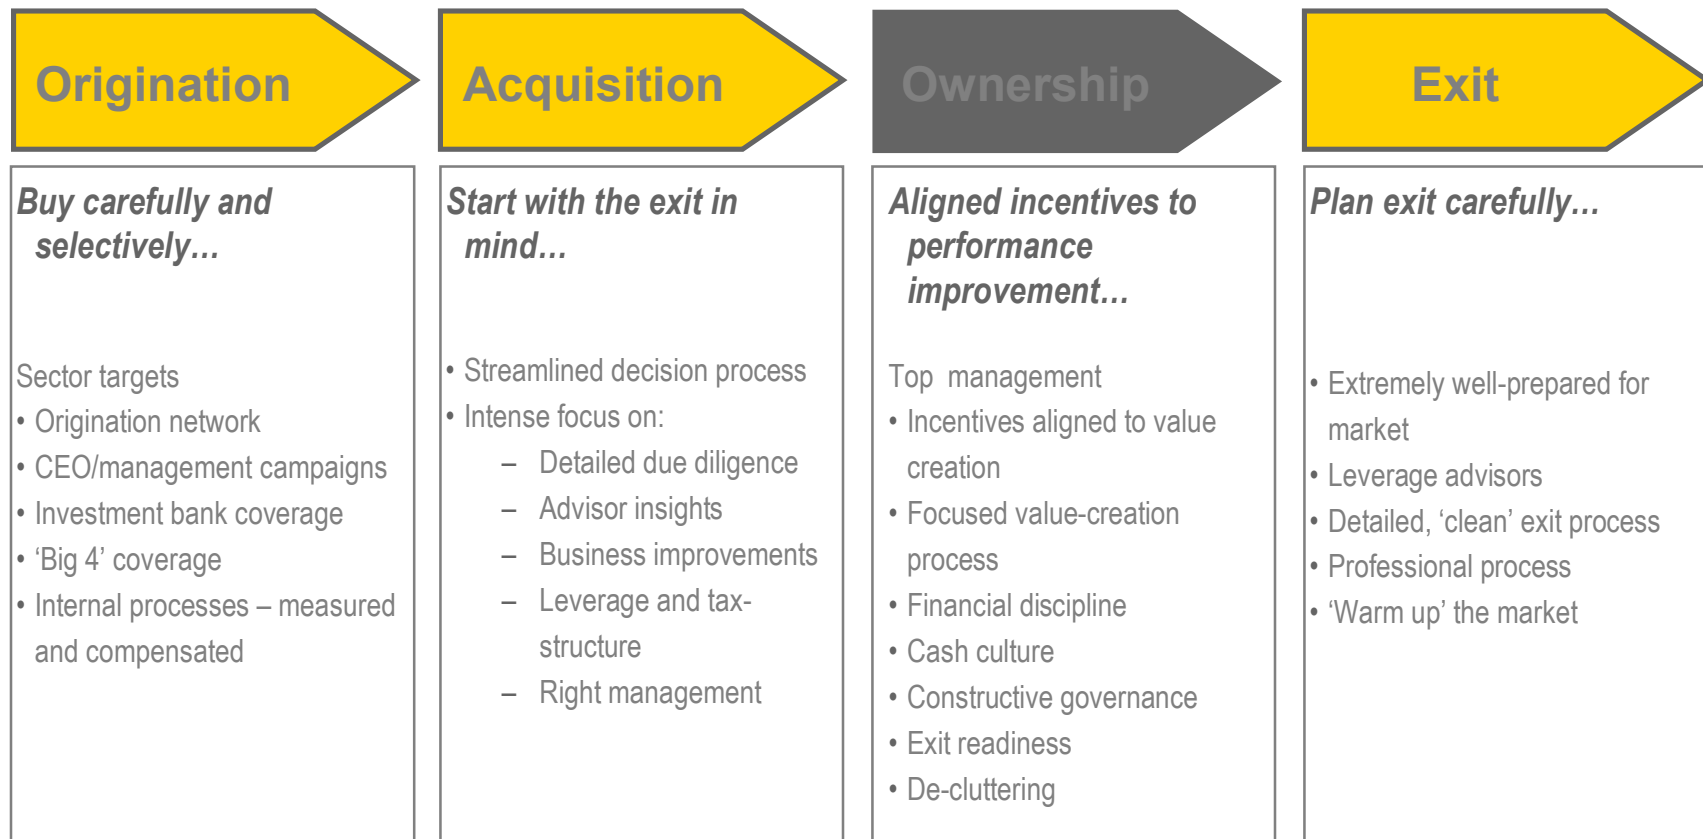 Origination
Buy carefully and
selectively…
Sector targets
• Origination network
• CEO/management campaigns
• Investment bank coverage
• ‘Big 4’ coverage
• Internal processes – measured
and compensated
Acquisition
Start with the exit in
mind…
• Streamlined decision process
• Intense focus on:
– Detailed due diligence
– Advisor insights
– Business improvements
– Leverage and tax-
structure
– Right management
Ownership
Aligned incentives to
performance
improvement…
Top management
• Incentives aligned to value
creation
• Focused value-creation
process
• Financial discipline
• Cash culture
• Constructive governance
• Exit readiness
• De-cluttering
Exit
Plan exit carefully…
• Extremely well-prepared for
market
• Leverage advisors
• Detailed, ‘clean’ exit process
• Professional process
• ‘Warm up’ the market